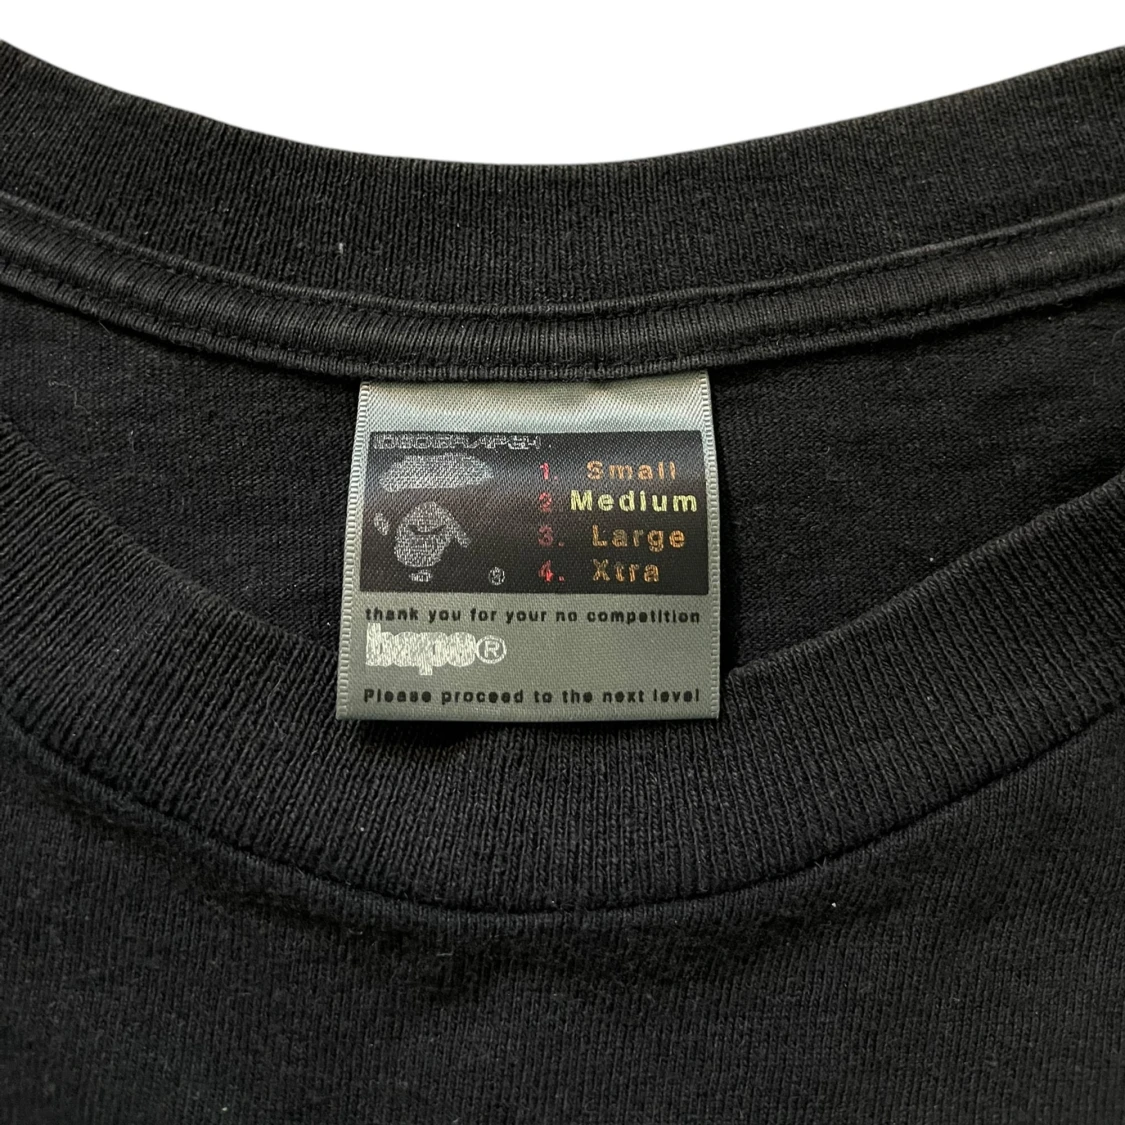 1. Small
2 Medium
3. Large
4. Xtra
thank you for your no competition
bape®
Please proceed to the next level